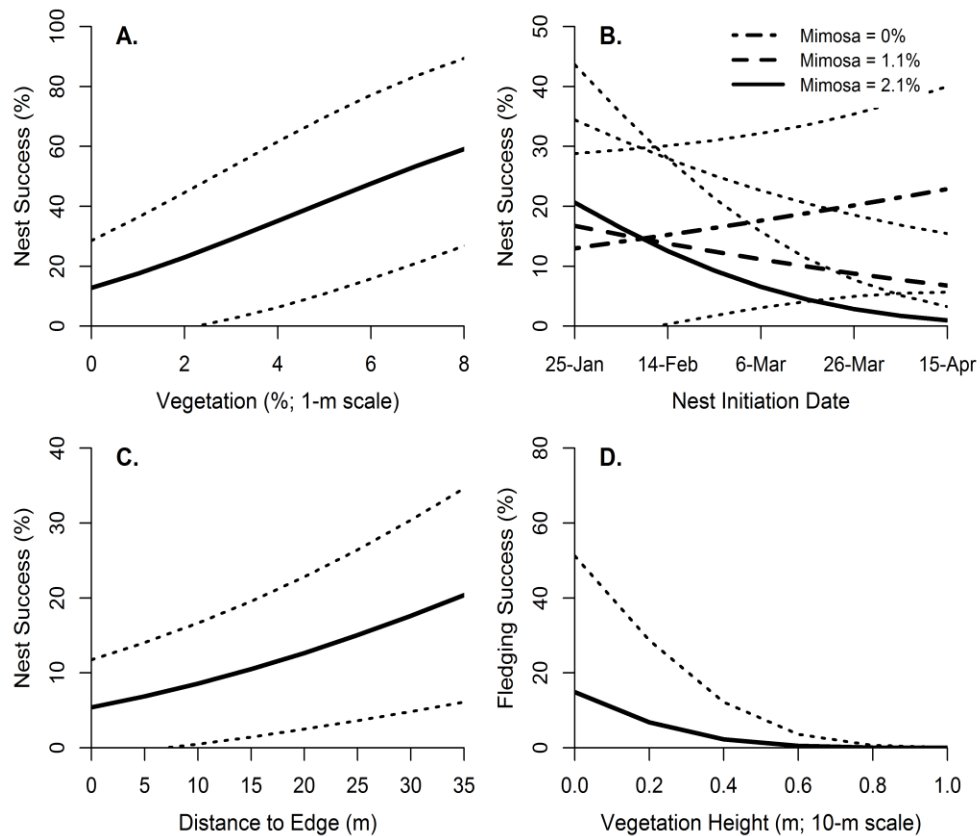 A.
Nest Success (%)
0 20 40 60 80 100
0 2 4 6 8
Vegetation (%; 1-m scale)
B.
Mimosa = 0%
Mimosa = 1.1%
Mimosa = 2.1%
Nest Success (%)
0 10 20 30 40 50
25-Jan 14-Feb 6-Mar 26-Mar 15-Apr
Nest Initiation Date
C.
Nest Success (%)
0 10 20 30 40
0 5 10 15 20 25 30 35
Distance to Edge (m)
D.
Fledging Success (%)
0 20 40 60 80
0.0 0.2 0.4 0.6 0.8 1.0
Vegetation Height (m; 10-m scale)